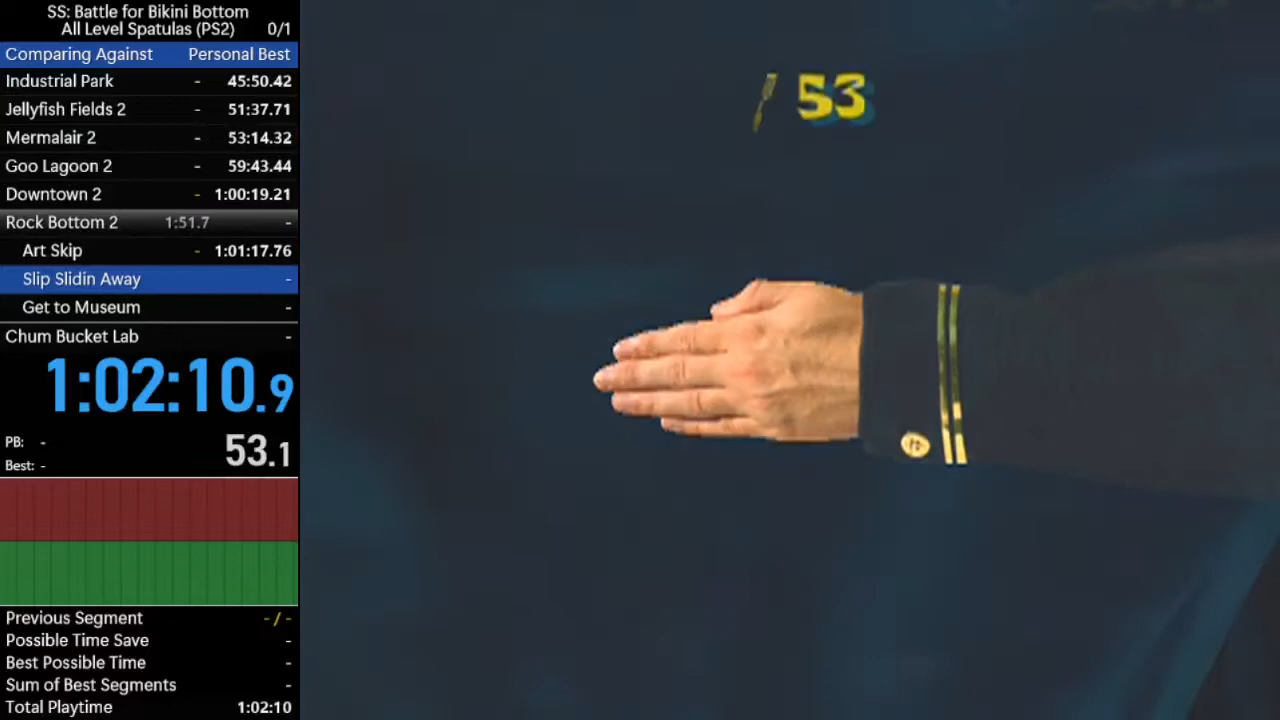 SS: Battle for Bikini Bottom
All Level Spatulas (PS2) 0/1
Comparing Against Personal Best
Industrial Park - 45:50.42
Jellyfish Fields 2 - 51:37.71
Mermalair 2 - 53:14.32
Goo Lagoon 2 - 59:43.44
Downtown 2 - 1:00:19.21
Rock Bottom 2 1:51.7 -
Art Skip - 1:01:17.76
Slip Slidin Away -
Get to Museum -
Chum Bucket Lab -
1:02:10.9
PB: -
53.1
Best: -
Previous Segment - / -
Possible Time Save -
Best Possible Time -
Sum of Best Segments -
Total Playtime 1:02:10
/ 53